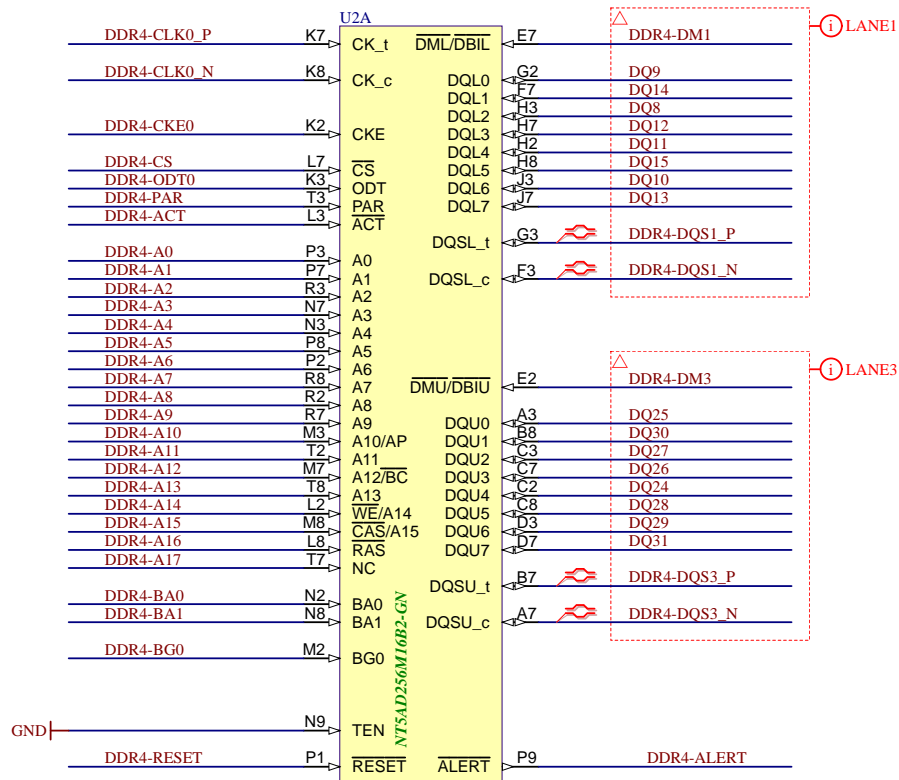 U2A
DDR4-CLK0_P K7 CK_t DML/DBIL E7 DDR4-DM1 LANE1
DDR4-CLK0_N K8 CK_c DQL0 G2 DQ9
DQL1 F7 DQ14
DQL2 H3 DQ8
DDR4-CKE0 K2 CKE DQL3 H7 DQ12
DQL4 H2 DQ11
DDR4-CS L7 CS DQL5 H8 DQ15
DDR4-ODT0 K3 ODT DQL6 J3 DQ10
DDR4-PAR T3 PAR DQL7 J7 DQ13
DDR4-ACT L3 ACT
DQSL_t G3 DDR4-DQS1_P
DDR4-A0 P3 A0
DDR4-A1 P7 A1 DQSL_c F3 DDR4-DQS1_N
DDR4-A2 R3 A2
DDR4-A3 N7 A3
DDR4-A4 N3 A4
DDR4-A5 P8 A5
DDR4-A6 P2 A6 LANE3
DDR4-A7 R8 A7 DMU/DBIU E2 DDR4-DM3
DDR4-A8 R2 A8
DDR4-A9 R7 A9 DQU0 A3 DQ25
DDR4-A10 M3 A10/AP DQU1 B8 DQ30
DDR4-A11 T2 A11 DQU2 C3 DQ27
DDR4-A12 M7 A12/BC DQU3 C7 DQ26
DDR4-A13 T8 A13 DQU4 C2 DQ24
DDR4-A14 L2 WE/A14 DQU5 C8 DQ28
DDR4-A15 M8 CAS/A15 DQU6 D3 DQ29
DDR4-A16 L8 RAS DQU7 D7 DQ31
DDR4-A17 T7 NC
DQSU_t B7 DDR4-DQS3_P
DDR4-BA0 N2 BA0
DDR4-BA1 N8 BA1 DQSU_c A7 DDR4-DQS3_N
DDR4-BG0 M2 BG0
NT5AD256M16B2-GN
GND N9 TEN
DDR4-RESET P1 RESET ALERT P9 DDR4-ALERT